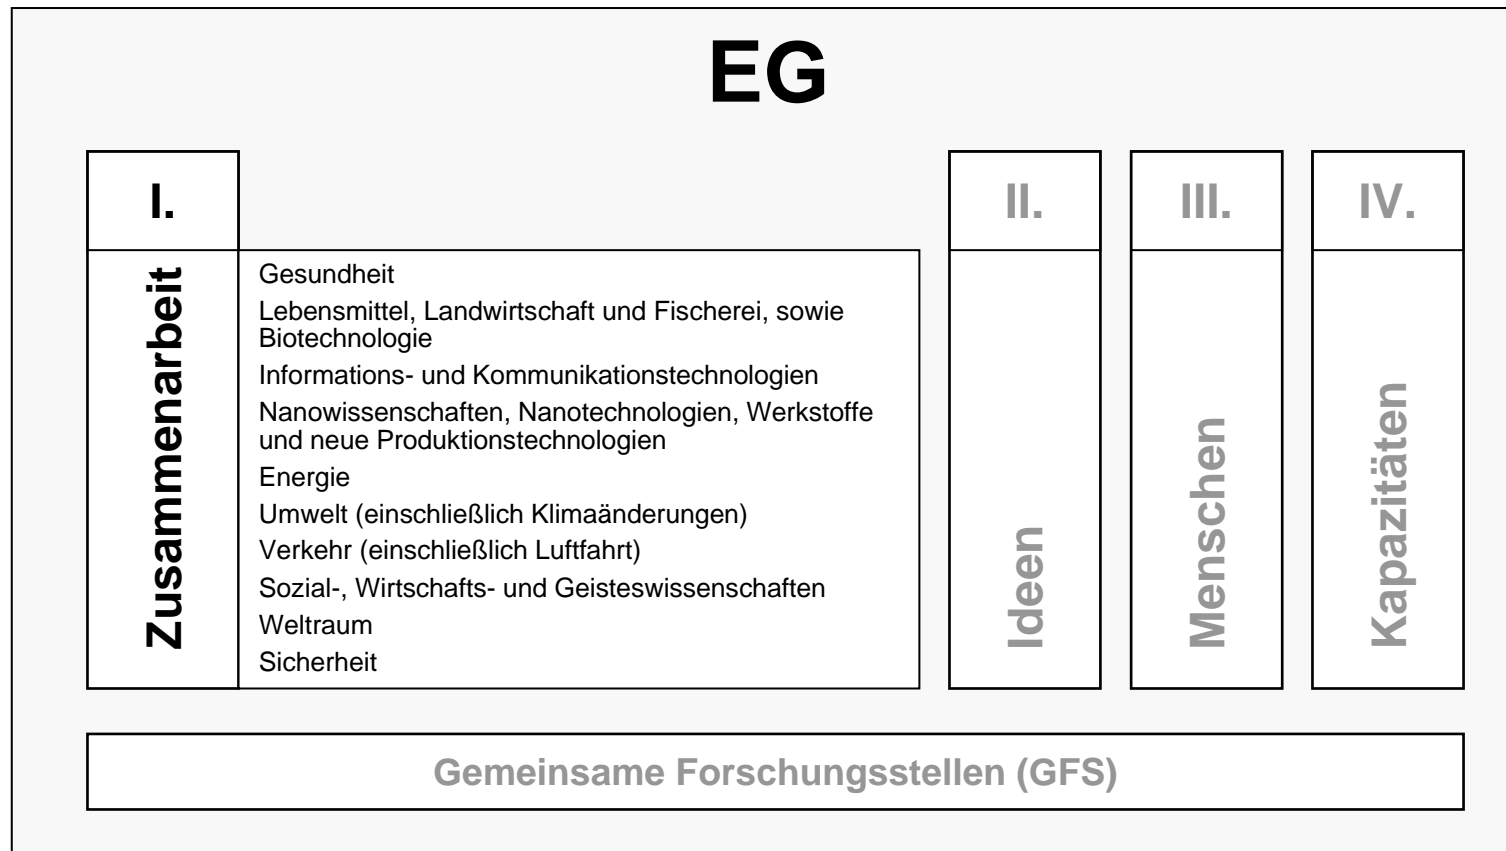 EG
I.
Zusammenarbeit
Gesundheit
Lebensmittel, Landwirtschaft und Fischerei, sowie
Biotechnologie
Informations- und Kommunikationstechnologien
Nanowissenschaften, Nanotechnologien, Werkstoffe
und neue Produktionstechnologien
Energie
Umwelt (einschließlich Klimaänderungen)
Verkehr (einschließlich Luftfahrt)
Sozial-, Wirtschafts- und Geisteswissenschaften
Weltraum
Sicherheit
II.
Ideen
III.
Menschen
IV.
Kapazitäten
Gemeinsame Forschungsstellen (GFS)